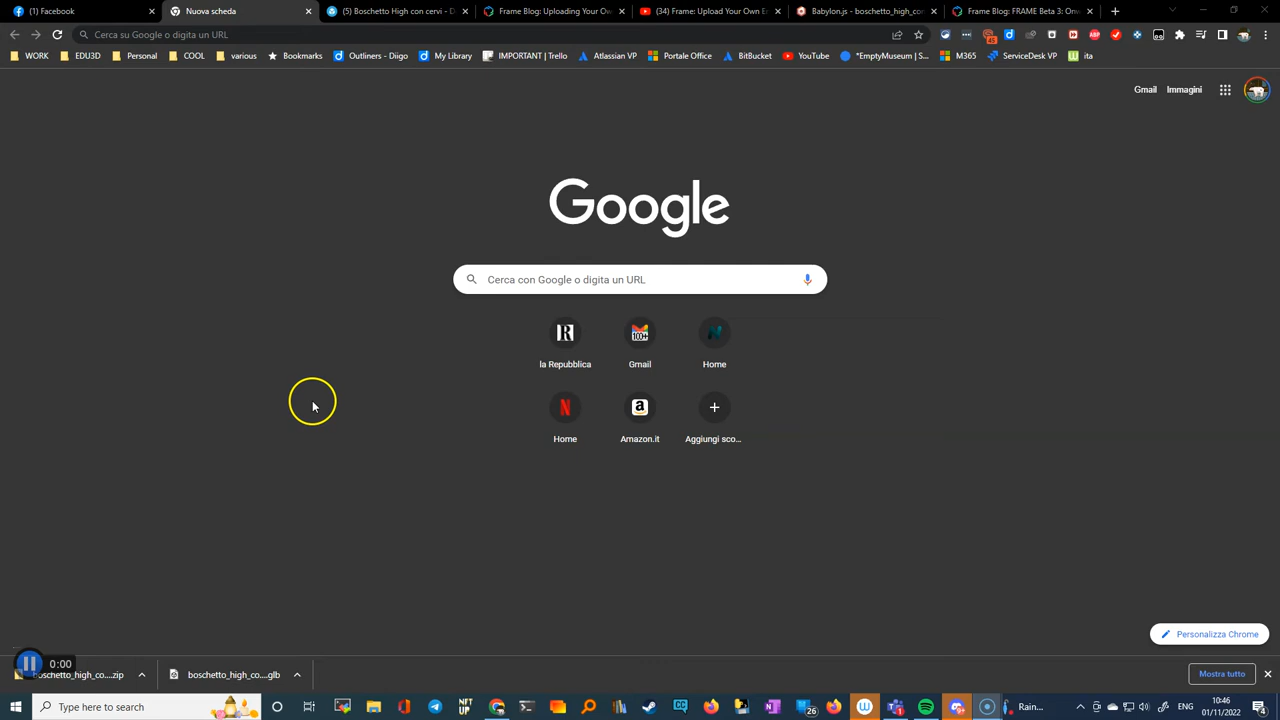 (1) Facebook
Nuova scheda
(5) Boschetto High con cervi - D
Frame Blog: Uploading Your Ow
(34) Frame: Upload Your Own E
Babylon.js - boschetto_high_co
Frame Blog: FRAME Beta 3: Onw
Cerca su Google o digita un URL
WORK
EDU3D
Personal
COOL
various
Bookmarks
Outliners - Diigo
My Library
IMPORTANT | Trello
Atlassian VP
Portale Office
BitBucket
YouTube
*EmptyMuseum | S...
M365
ServiceDesk VP
ita
Gmail
Immagini
Google
Cerca con Google o digita un URL
la Repubblica
Gmail
Home
Home
Amazon.it
Aggiungi sco...
Personalizza Chrome
0:00
boschetto_high_co....zip
boschetto_high_co....glb
Mostra tutto
Type here to search
26
Rain...
ENG
10:46
01/11/2022